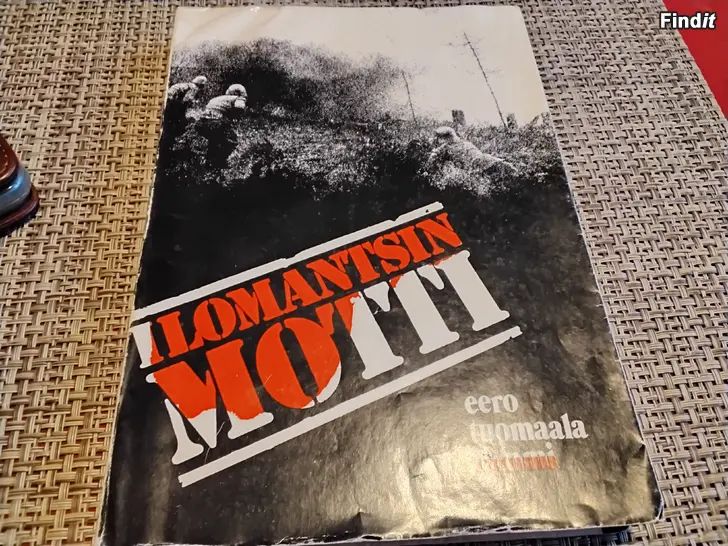 Findit
ILOMANTSIN
MOTTI
eero
tuomaala